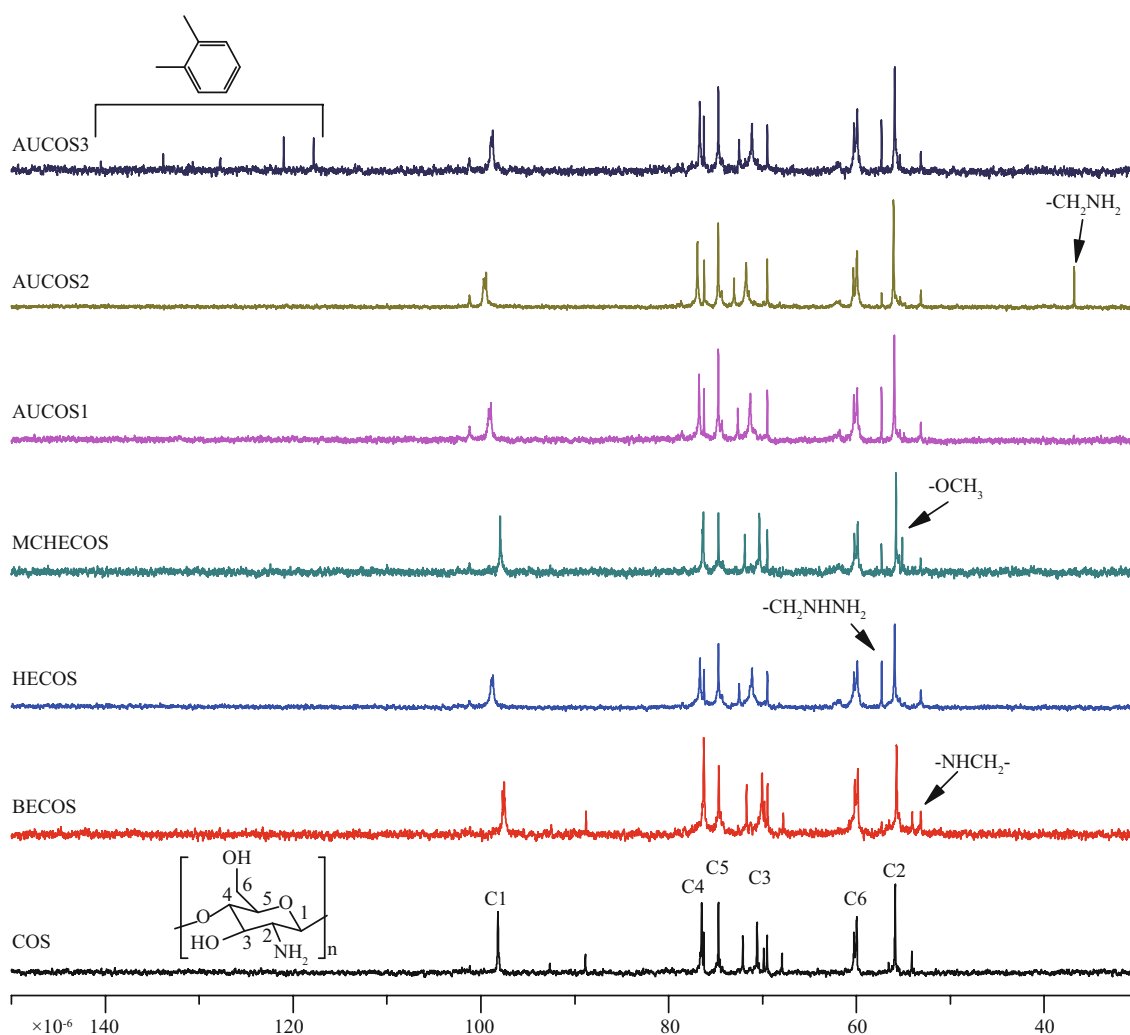 AUCOS3
-CH₂NH₂
AUCOS2
AUCOS1
-OCH₃
MCHECOS
-CH₂NHNH₂
HECOS
-NHCH₂-
BECOS
OH
6
5
O
4
1
O
2
HO
3
NH₂
n
C1
C4
C5
C3
C6
C2
COS
×10⁻⁶ 140 120 100 80 60 40